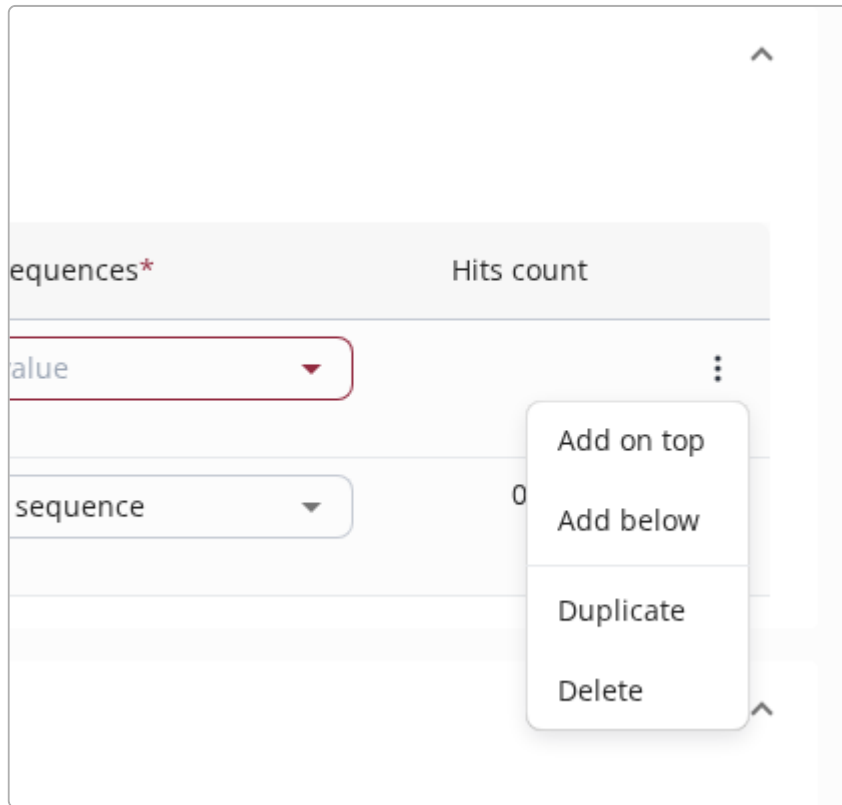 equences* Hits count
alue
Add on top
sequence 0
Add below
Duplicate
Delete